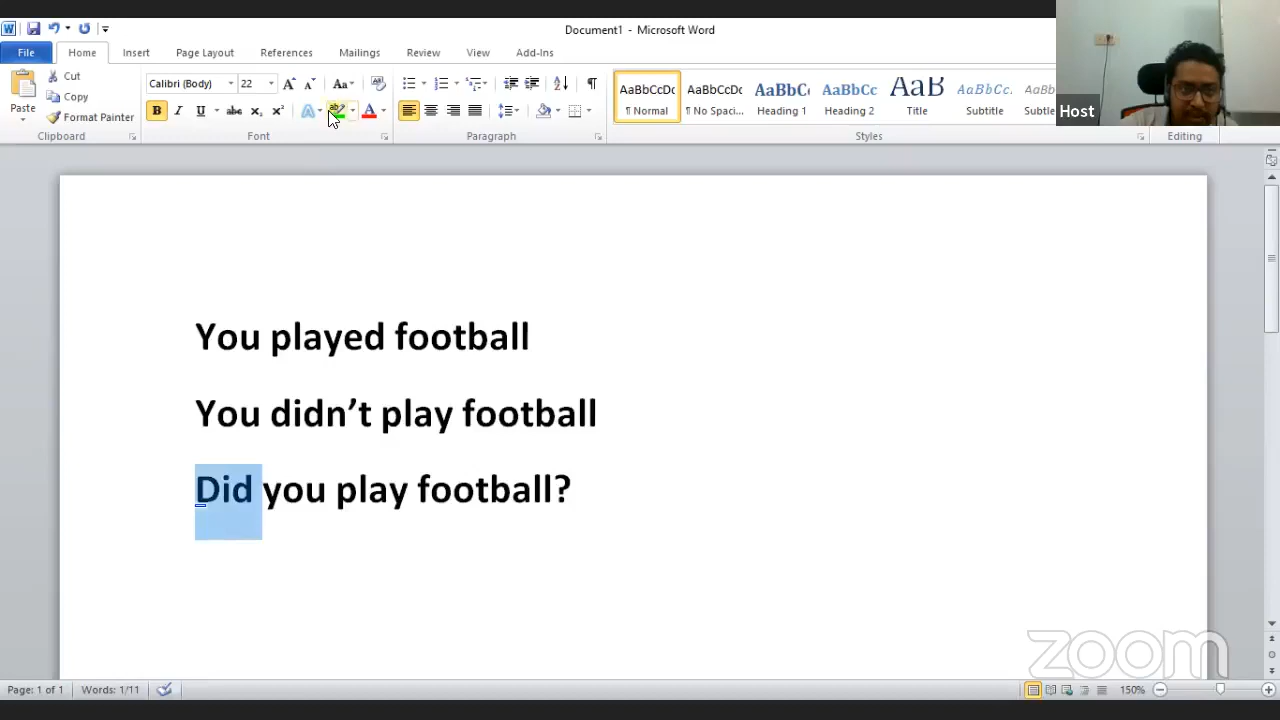 Document1 - Microsoft Word
File Home Insert Page Layout References Mailings Review View Add-Ins
Paste
Cut
Copy
Format Painter
Clipboard
Calibri (Body) 22
Font
Paragraph
AaBbCcDc AaBbCcDc AaBbC AaBbCc AaB AaBbCc. AaBbC
¶ Normal ¶ No Spaci... Heading 1 Heading 2 Title Subtitle Subtle
Styles
Editing
Host
You played football
You didn’t play football
Did you play football?
zoom
Page: 1 of 1 Words: 1/11 150%